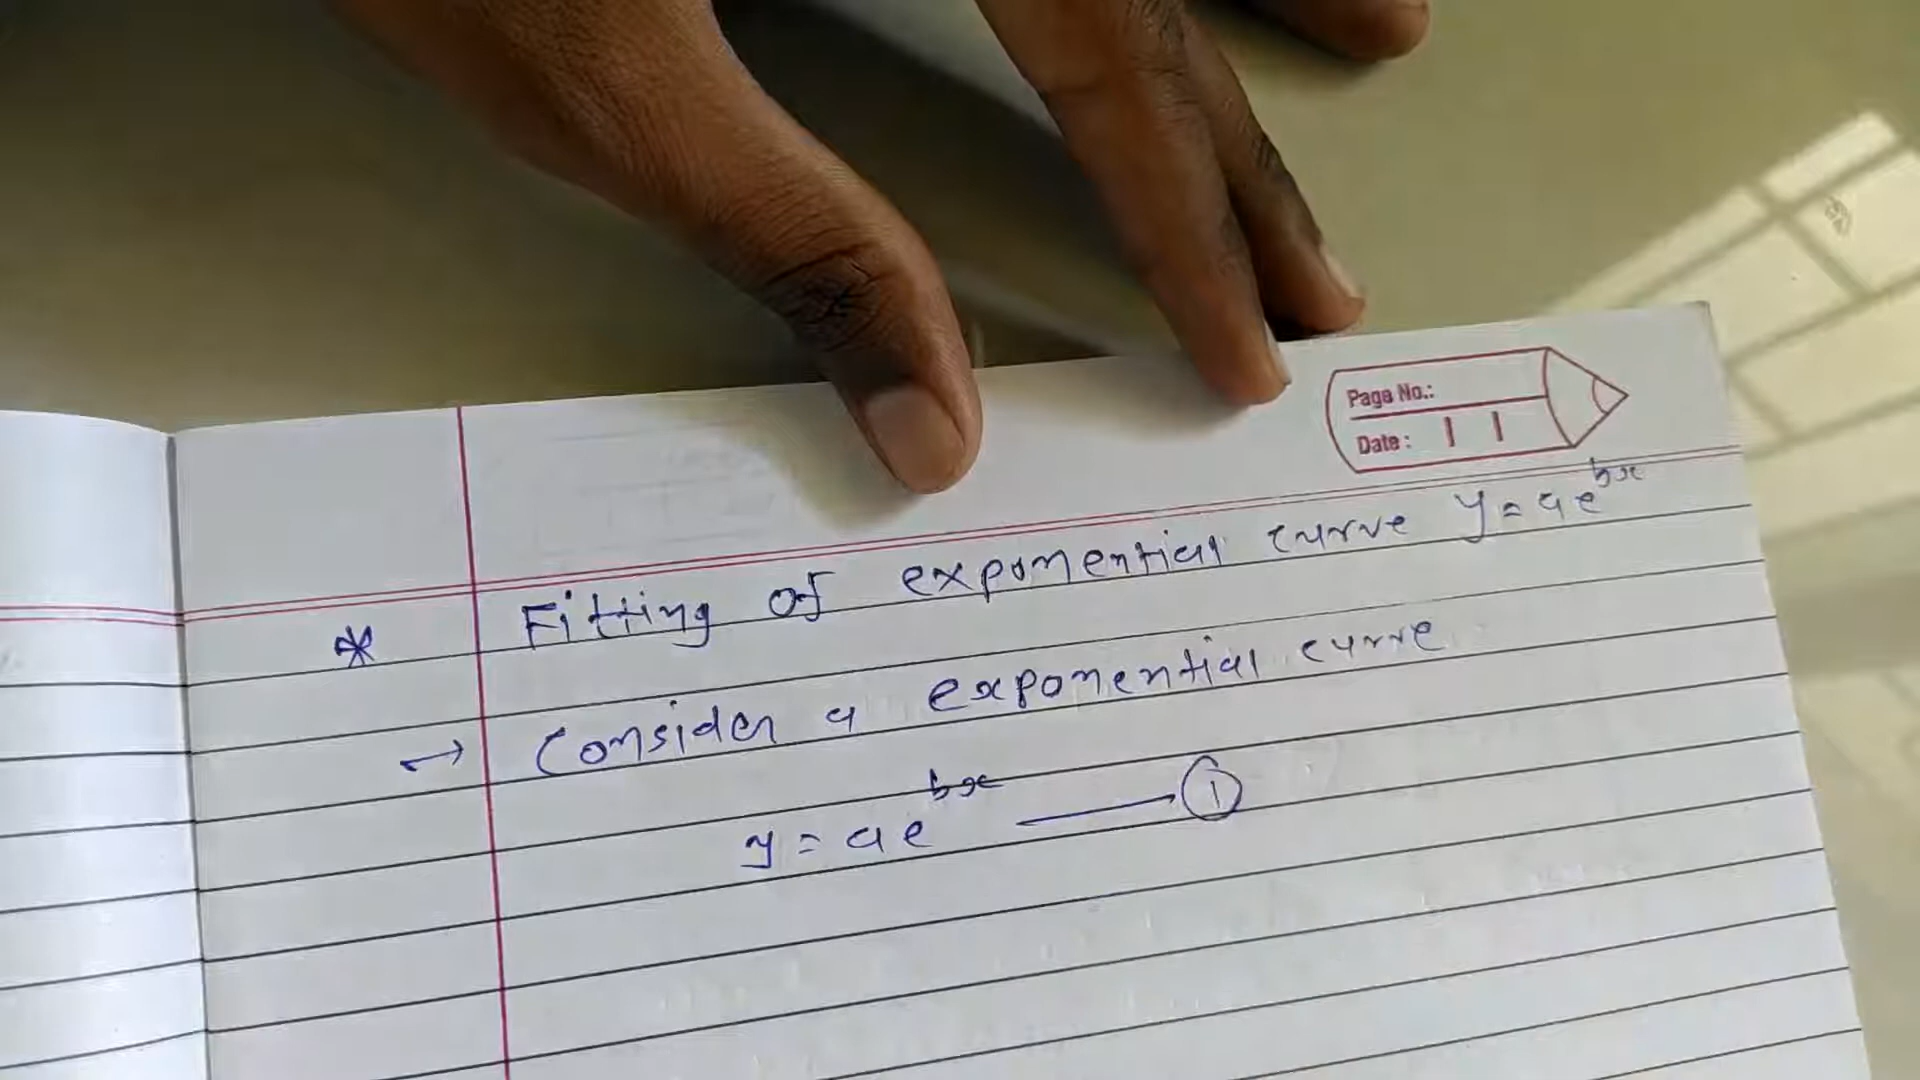 Page No.:
Date:
* Fitting of exponential curve y = ae^bx
→ Consider a exponential curve
y = ae^bx → ①